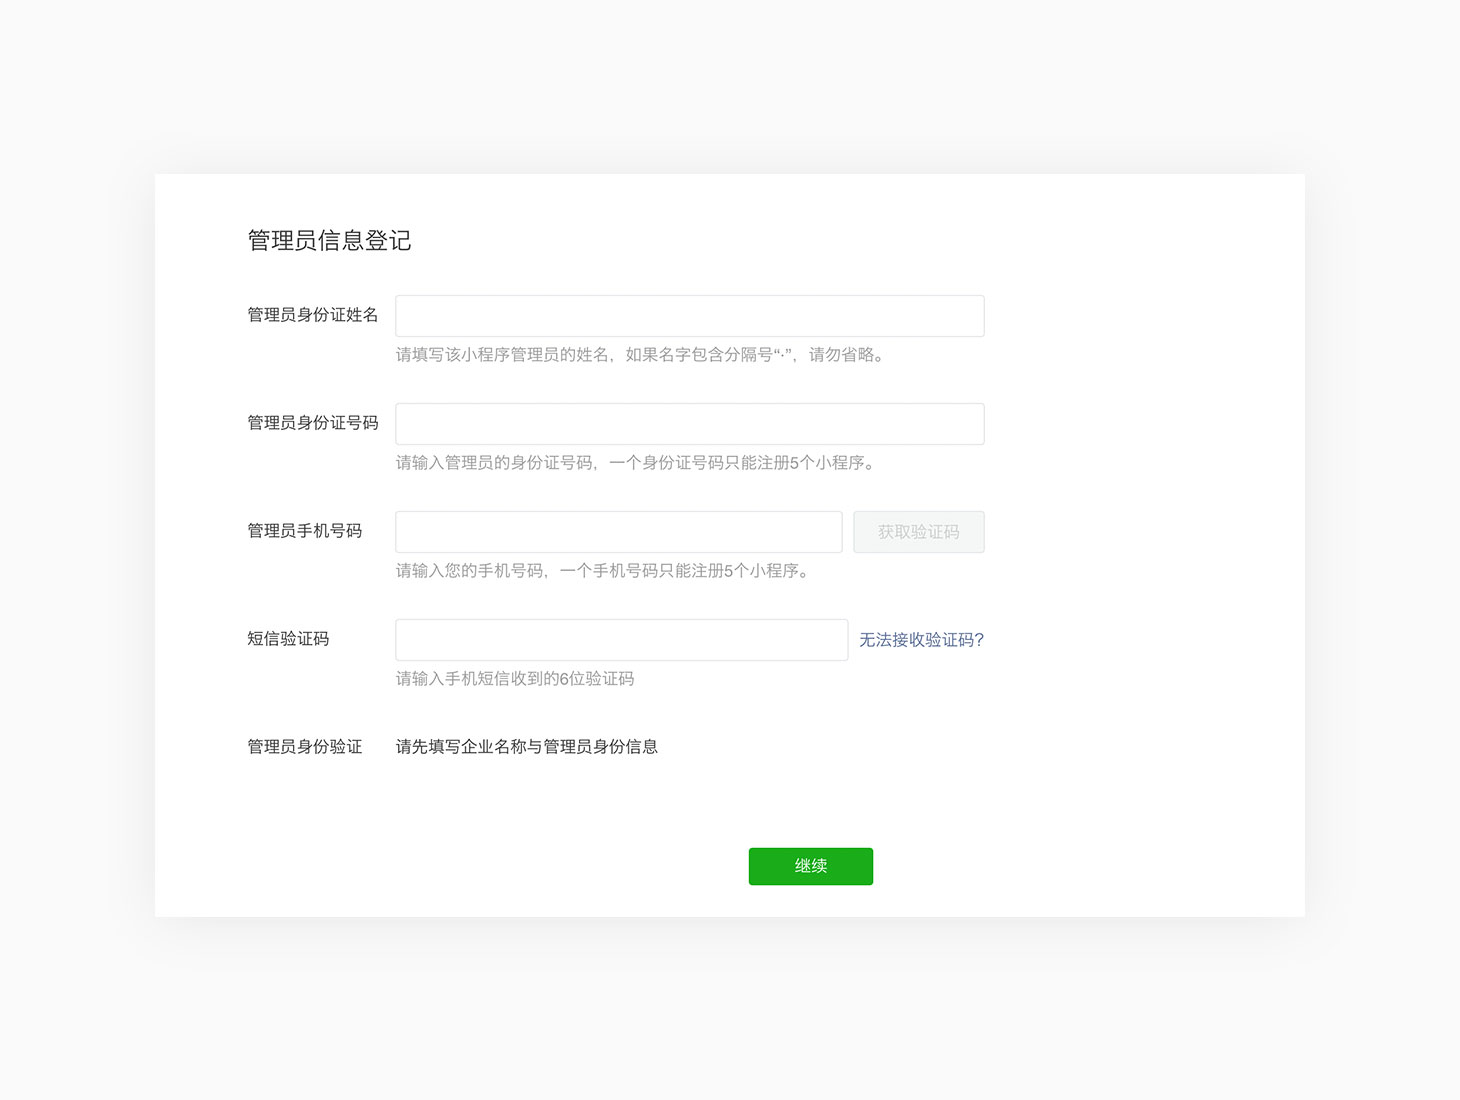 管理员信息登记
管理员身份证姓名
请填写该小程序管理员的姓名，如果名字包含分隔号“·”，请勿省略。
管理员身份证号码
请输入管理员的身份证号码，一个身份证号码只能注册5个小程序。
管理员手机号码
获取验证码
请输入您的手机号码，一个手机号码只能注册5个小程序。
短信验证码
无法接收验证码?
请输入手机短信收到的6位验证码
管理员身份验证
请先填写企业名称与管理员身份信息
继续